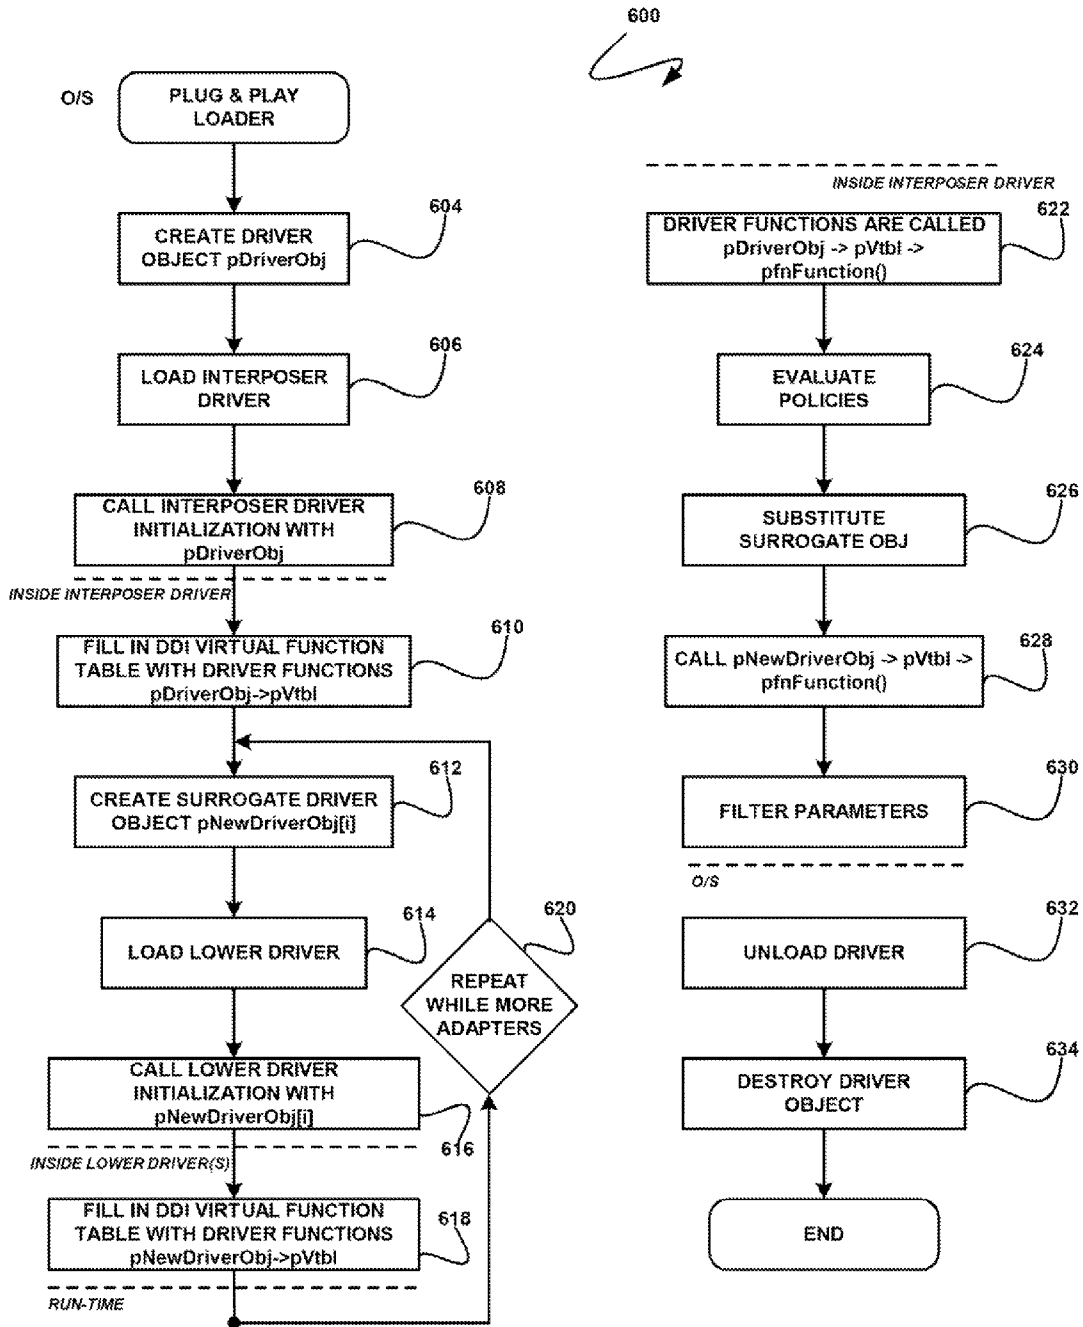 600
O/S
PLUG & PLAY
LOADER
604
CREATE DRIVER
OBJECT pDriverObj
606
LOAD INTERPOSER
DRIVER
608
CALL INTERPOSER DRIVER
INITIALIZATION WITH
pDriverObj
INSIDE INTERPOSER DRIVER
610
FILL IN DDI VIRTUAL FUNCTION
TABLE WITH DRIVER FUNCTIONS
pDriverObj->pVtbl
612
CREATE SURROGATE DRIVER
OBJECT pNewDriverObj[i]
614
LOAD LOWER DRIVER
620
REPEAT
WHILE MORE
ADAPTERS
CALL LOWER DRIVER
INITIALIZATION WITH
pNewDriverObj[i]
616
INSIDE LOWER DRIVER(S)
618
FILL IN DDI VIRTUAL FUNCTION
TABLE WITH DRIVER FUNCTIONS
pNewDriverObj->pVtbl
RUN-TIME
INSIDE INTERPOSER DRIVER
622
DRIVER FUNCTIONS ARE CALLED
pDriverObj -> pVtbl ->
pfnFunction()
624
EVALUATE
POLICIES
626
SUBSTITUTE
SURROGATE OBJ
628
CALL pNewDriverObj -> pVtbl ->
pfnFunction()
630
FILTER PARAMETERS
O/S
632
UNLOAD DRIVER
634
DESTROY DRIVER
OBJECT
END